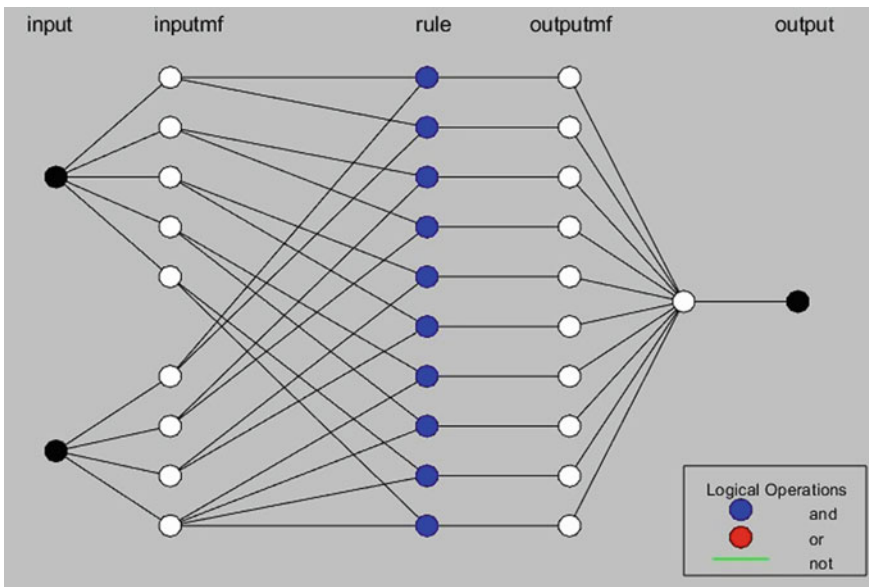 input inputmf rule outputmf output
Logical Operations
and
or
not